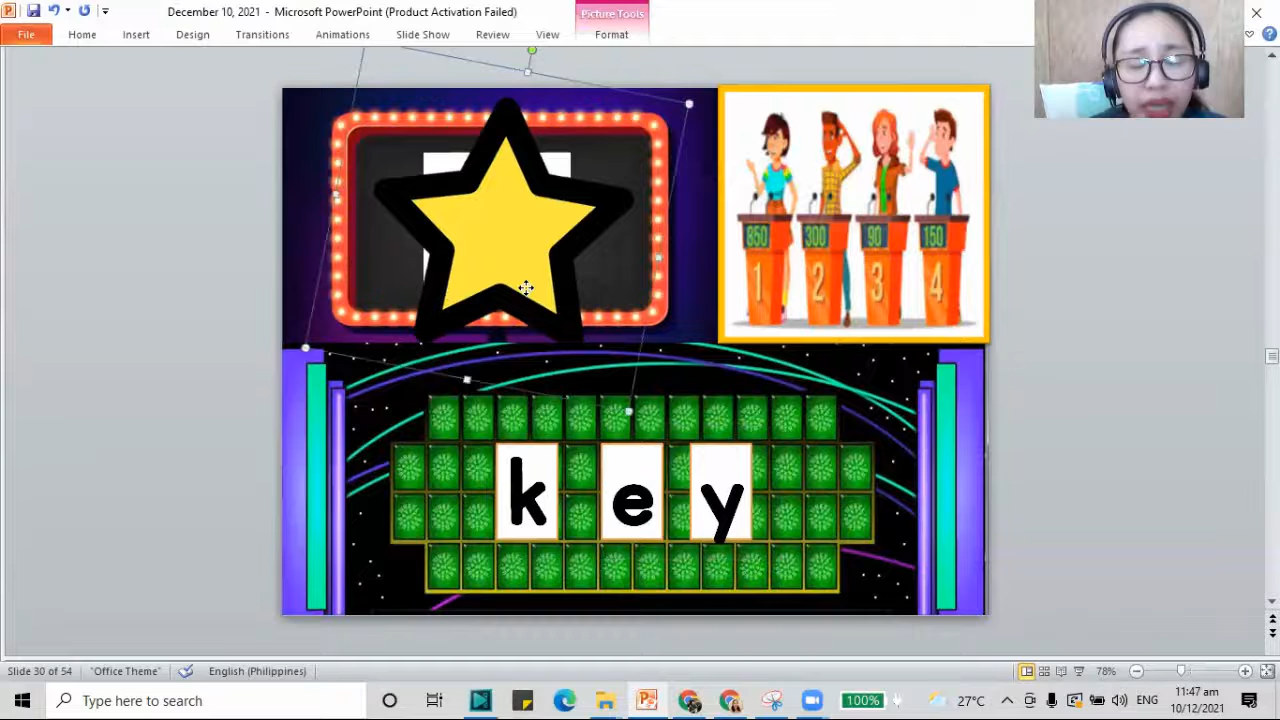 December 10, 2021 - Microsoft PowerPoint (Product Activation Failed)
Picture Tools
File Home Insert Design Transitions Animations Slide Show Review View Format
850 300 90 150
1 2 3 4
k e y
Slide 30 of 54 "Office Theme" English (Philippines) 78%
Type here to search 100% 27°C ENG 11:47 am
10/12/2021